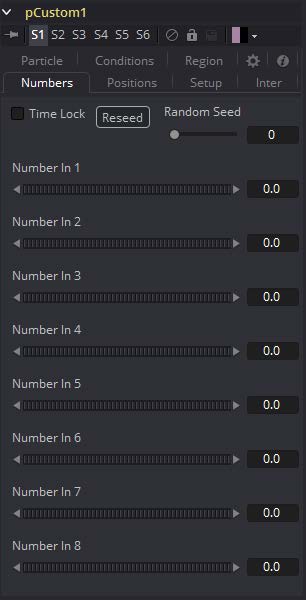 pCustom1
S1 S2 S3 S4 S5 S6
Particle Conditions Region
Numbers Positions Setup Inter
Time Lock Reseed Random Seed
0
Number In 1
0.0
Number In 2
0.0
Number In 3
0.0
Number In 4
0.0
Number In 5
0.0
Number In 6
0.0
Number In 7
0.0
Number In 8
0.0